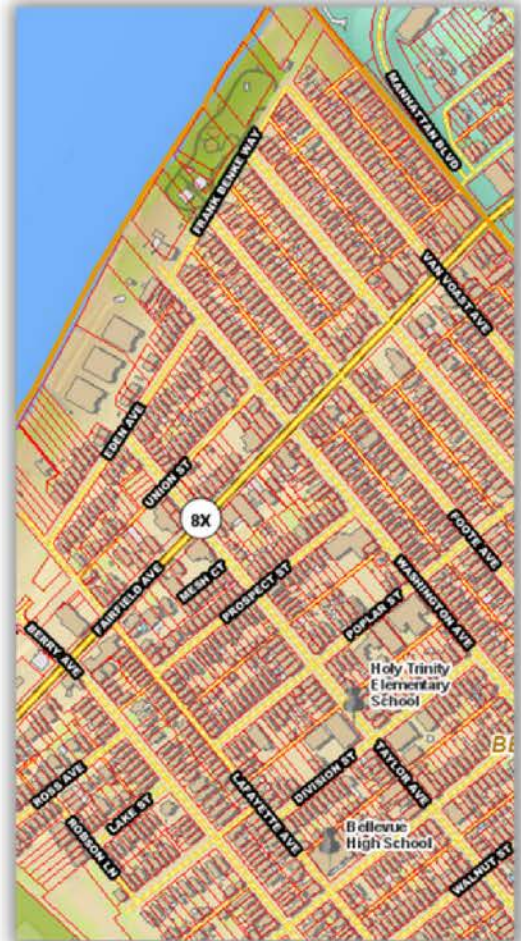 MANHATTAN BLVD
FRANK BENKE WAY
VAN VOAST AVE
EDEN AVE
UNION ST
8X
FAIRFIELD AVE
MESH CT
PROSPECT ST
FOOTE AVE
WASHINGTON AVE
POPLAR ST
BERRY AVE
Holy Trinity
Elementary
School
BE
ROSS AVE
LAKE ST
DIVISION ST
TAYLOR AVE
LAFAYETTE AVE
ROBSON LN
Bellevue
High School
WALNUT ST